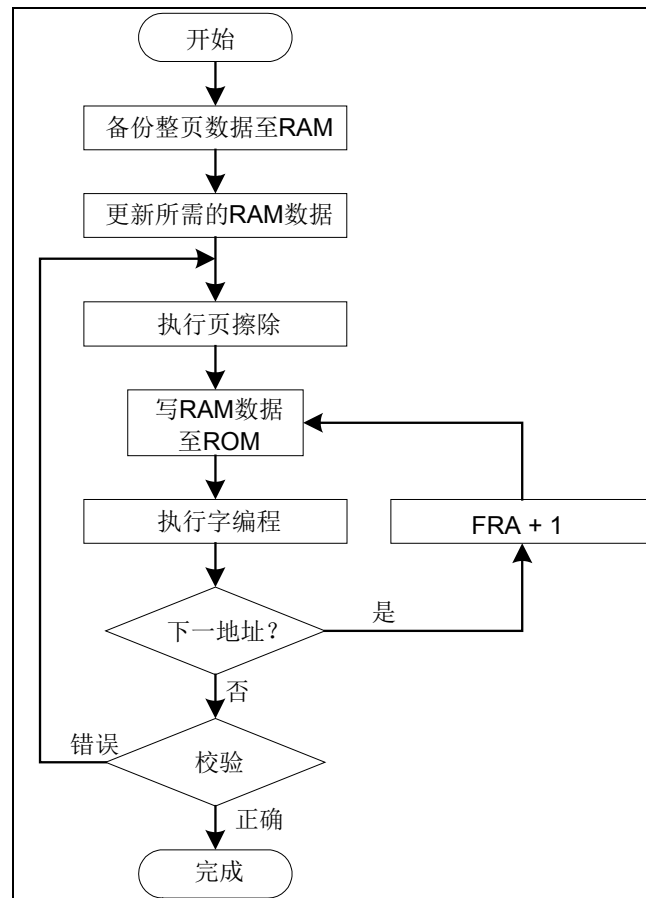 开始
备份整页数据至RAM
更新所需的RAM数据
执行页擦除
写RAM数据
至ROM
执行字编程
FRA + 1
下一地址?
是
否
错误
校验
正确
完成